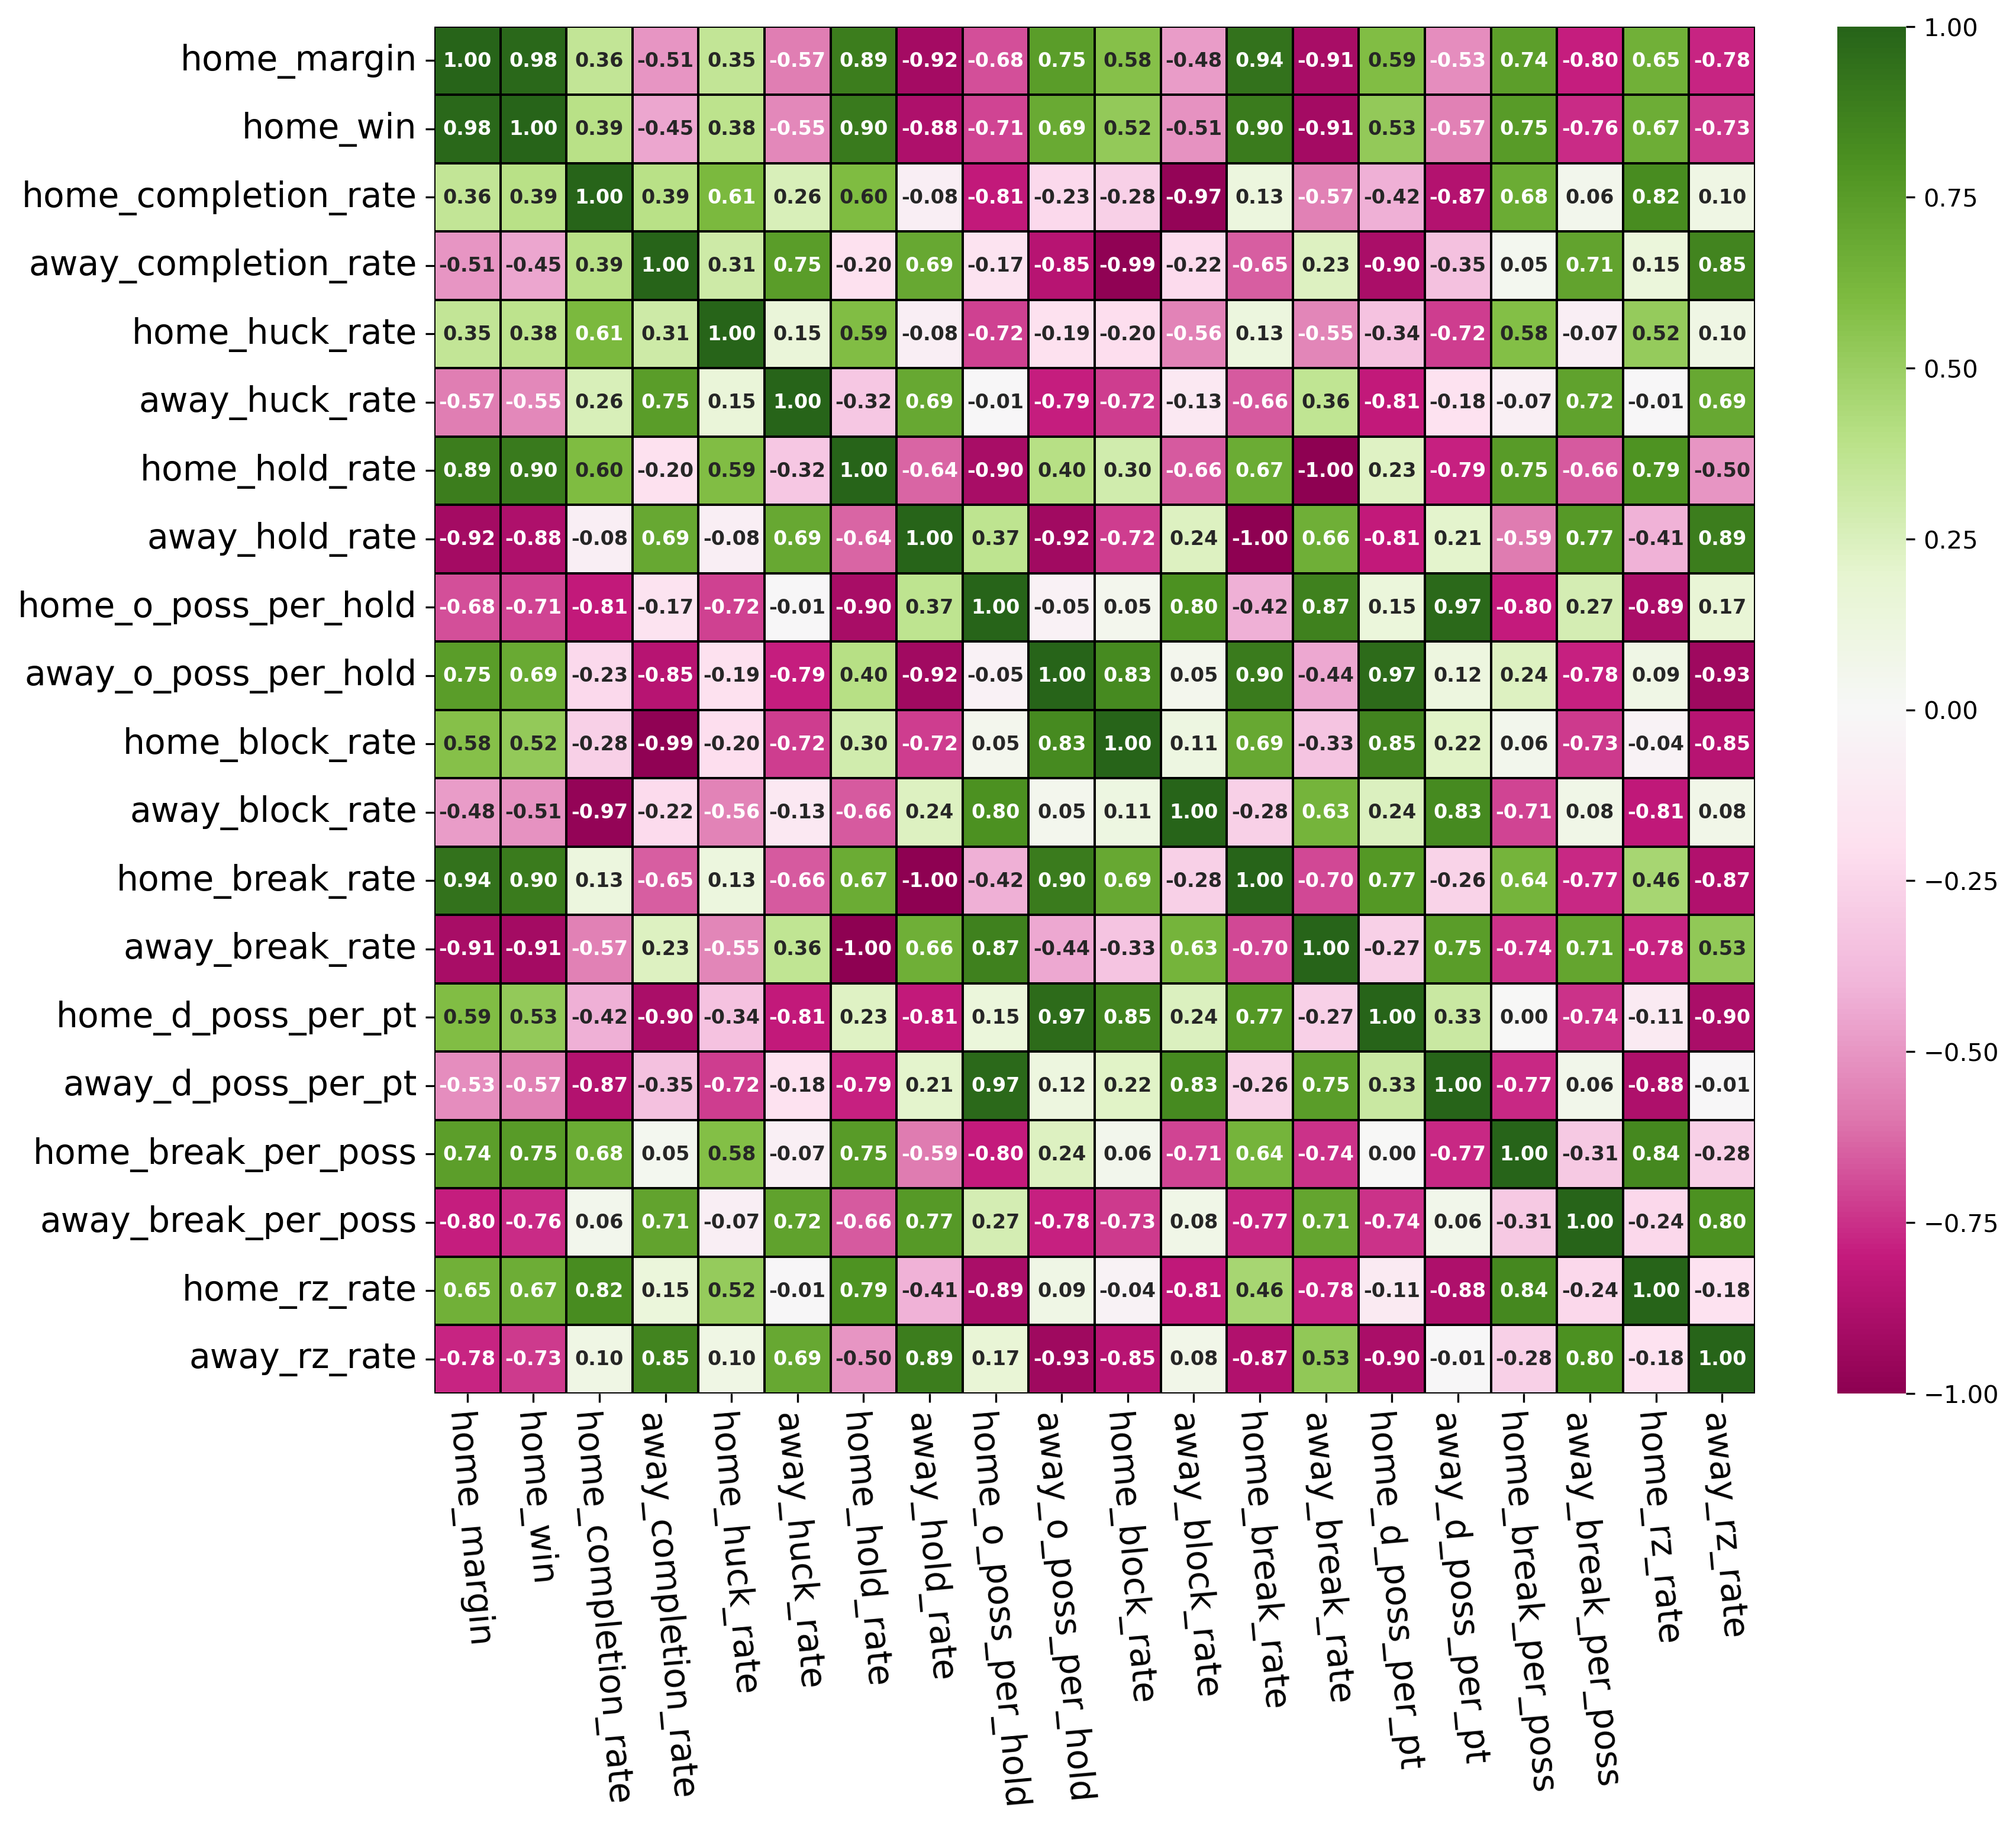 home_margin 1.00 0.98 0.36 -0.51 0.35 -0.57 0.89 -0.92 -0.68 0.75 0.58 -0.48 0.94 -0.91 0.59 -0.53 0.74 -0.80 0.65 -0.78
home_win 0.98 1.00 0.39 -0.45 0.38 -0.55 0.90 -0.88 -0.71 0.69 0.52 -0.51 0.90 -0.91 0.53 -0.57 0.75 -0.76 0.67 -0.73
home_completion_rate 0.36 0.39 1.00 0.39 0.61 0.26 0.60 -0.08 -0.81 -0.23 -0.28 -0.97 0.13 -0.57 -0.42 -0.87 0.68 0.06 0.82 0.10
away_completion_rate -0.51 -0.45 0.39 1.00 0.31 0.75 -0.20 0.69 -0.17 -0.85 -0.99 -0.22 -0.65 0.23 -0.90 -0.35 0.05 0.71 0.15 0.85
home_huck_rate 0.35 0.38 0.61 0.31 1.00 0.15 0.59 -0.08 -0.72 -0.19 -0.20 -0.56 0.13 -0.55 -0.34 -0.72 0.58 -0.07 0.52 0.10
away_huck_rate -0.57 -0.55 0.26 0.75 0.15 1.00 -0.32 0.69 -0.01 -0.79 -0.72 -0.13 -0.66 0.36 -0.81 -0.18 -0.07 0.72 -0.01 0.69
home_hold_rate 0.89 0.90 0.60 -0.20 0.59 -0.32 1.00 -0.64 -0.90 0.40 0.30 -0.66 0.67 -1.00 0.23 -0.79 0.75 -0.66 0.79 -0.50
away_hold_rate -0.92 -0.88 -0.08 0.69 -0.08 0.69 -0.64 1.00 0.37 -0.92 -0.72 0.24 -1.00 0.66 -0.81 0.21 -0.59 0.77 -0.41 0.89
home_o_poss_per_hold -0.68 -0.71 -0.81 -0.17 -0.72 -0.01 -0.90 0.37 1.00 -0.05 0.05 0.80 -0.42 0.87 0.15 0.97 -0.80 0.27 -0.89 0.17
away_o_poss_per_hold 0.75 0.69 -0.23 -0.85 -0.19 -0.79 0.40 -0.92 -0.05 1.00 0.83 0.05 0.90 -0.44 0.97 0.12 0.24 -0.78 0.09 -0.93
home_block_rate 0.58 0.52 -0.28 -0.99 -0.20 -0.72 0.30 -0.72 0.05 0.83 1.00 0.11 0.69 -0.33 0.85 0.22 0.06 -0.73 -0.04 -0.85
away_block_rate -0.48 -0.51 -0.97 -0.22 -0.56 -0.13 -0.66 0.24 0.80 0.05 0.11 1.00 -0.28 0.63 0.24 0.83 -0.71 0.08 -0.81 0.08
home_break_rate 0.94 0.90 0.13 -0.65 0.13 -0.66 0.67 -1.00 -0.42 0.90 0.69 -0.28 1.00 -0.70 0.77 -0.26 0.64 -0.77 0.46 -0.87
away_break_rate -0.91 -0.91 -0.57 0.23 -0.55 0.36 -1.00 0.66 0.87 -0.44 -0.33 0.63 -0.70 1.00 -0.27 0.75 -0.74 0.71 -0.78 0.53
home_d_poss_per_pt 0.59 0.53 -0.42 -0.90 -0.34 -0.81 0.23 -0.81 0.15 0.97 0.85 0.24 0.77 -0.27 1.00 0.33 0.00 -0.74 -0.11 -0.90
away_d_poss_per_pt -0.53 -0.57 -0.87 -0.35 -0.72 -0.18 -0.79 0.21 0.97 0.12 0.22 0.83 -0.26 0.75 0.33 1.00 -0.77 0.06 -0.88 -0.01
home_break_per_poss 0.74 0.75 0.68 0.05 0.58 -0.07 0.75 -0.59 -0.80 0.24 0.06 -0.71 0.64 -0.74 0.00 -0.77 1.00 -0.31 0.84 -0.28
away_break_per_poss -0.80 -0.76 0.06 0.71 -0.07 0.72 -0.66 0.77 0.27 -0.78 -0.73 0.08 -0.77 0.71 -0.74 0.06 -0.31 1.00 -0.24 0.80
home_rz_rate 0.65 0.67 0.82 0.15 0.52 -0.01 0.79 -0.41 -0.89 0.09 -0.04 -0.81 0.46 -0.78 -0.11 -0.88 0.84 -0.24 1.00 -0.18
away_rz_rate -0.78 -0.73 0.10 0.85 0.10 0.69 -0.50 0.89 0.17 -0.93 -0.85 0.08 -0.87 0.53 -0.90 -0.01 -0.28 0.80 -0.18 1.00
home_margin
home_win
home_completion_rate
away_completion_rate
home_huck_rate
away_huck_rate
home_hold_rate
away_hold_rate
home_o_poss_per_hold
away_o_poss_per_hold
home_block_rate
away_block_rate
home_break_rate
away_break_rate
home_d_poss_per_pt
away_d_poss_per_pt
home_break_per_poss
away_break_per_poss
home_rz_rate
away_rz_rate
1.00
0.75
0.50
0.25
0.00
−0.25
−0.50
−0.75
−1.00